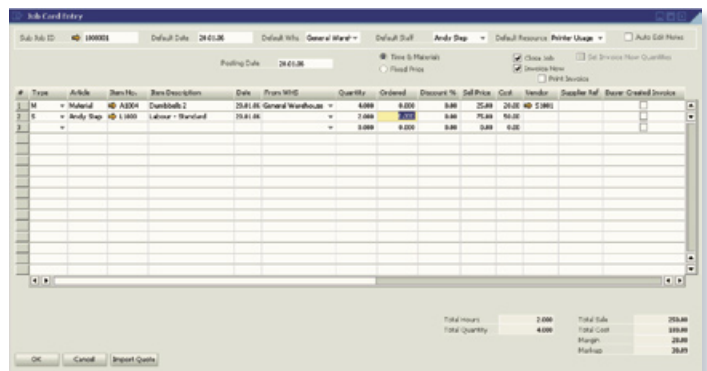 Job Card Entry
Sub Job ID 1000001 Default Date 29.01.06 Default Whs General Wareh Default Staff Andy Step Default Resource Printer Usage Auto Edit Notes
Posting Date 29.01.06 Time & Materials Close Job Set Invoice Now Quantities
Fixed Price Invoice Now
Print Invoice
# Type Article Item No. Item Description Date From WHS Quantity Ordered Discount % Sell Price Cost Vendor Supplier Ref Buyer Created Invoice
1 M Material A1004 Dumbbells 2 29.01.06 General Warehouse 4.000 0.000 0.00 25.00 20.00 S1001
2 S Andy Step L1000 Labour - Standard 29.01.06 2.000 0.00 75.00 50.00
3 0.000 0.000 0.00 0.00 0.00
Total Hours 2.000 Total Sale 250.00
Total Quantity 4.000 Total Cost
Margin
Markup
OK Cancel Import Quote